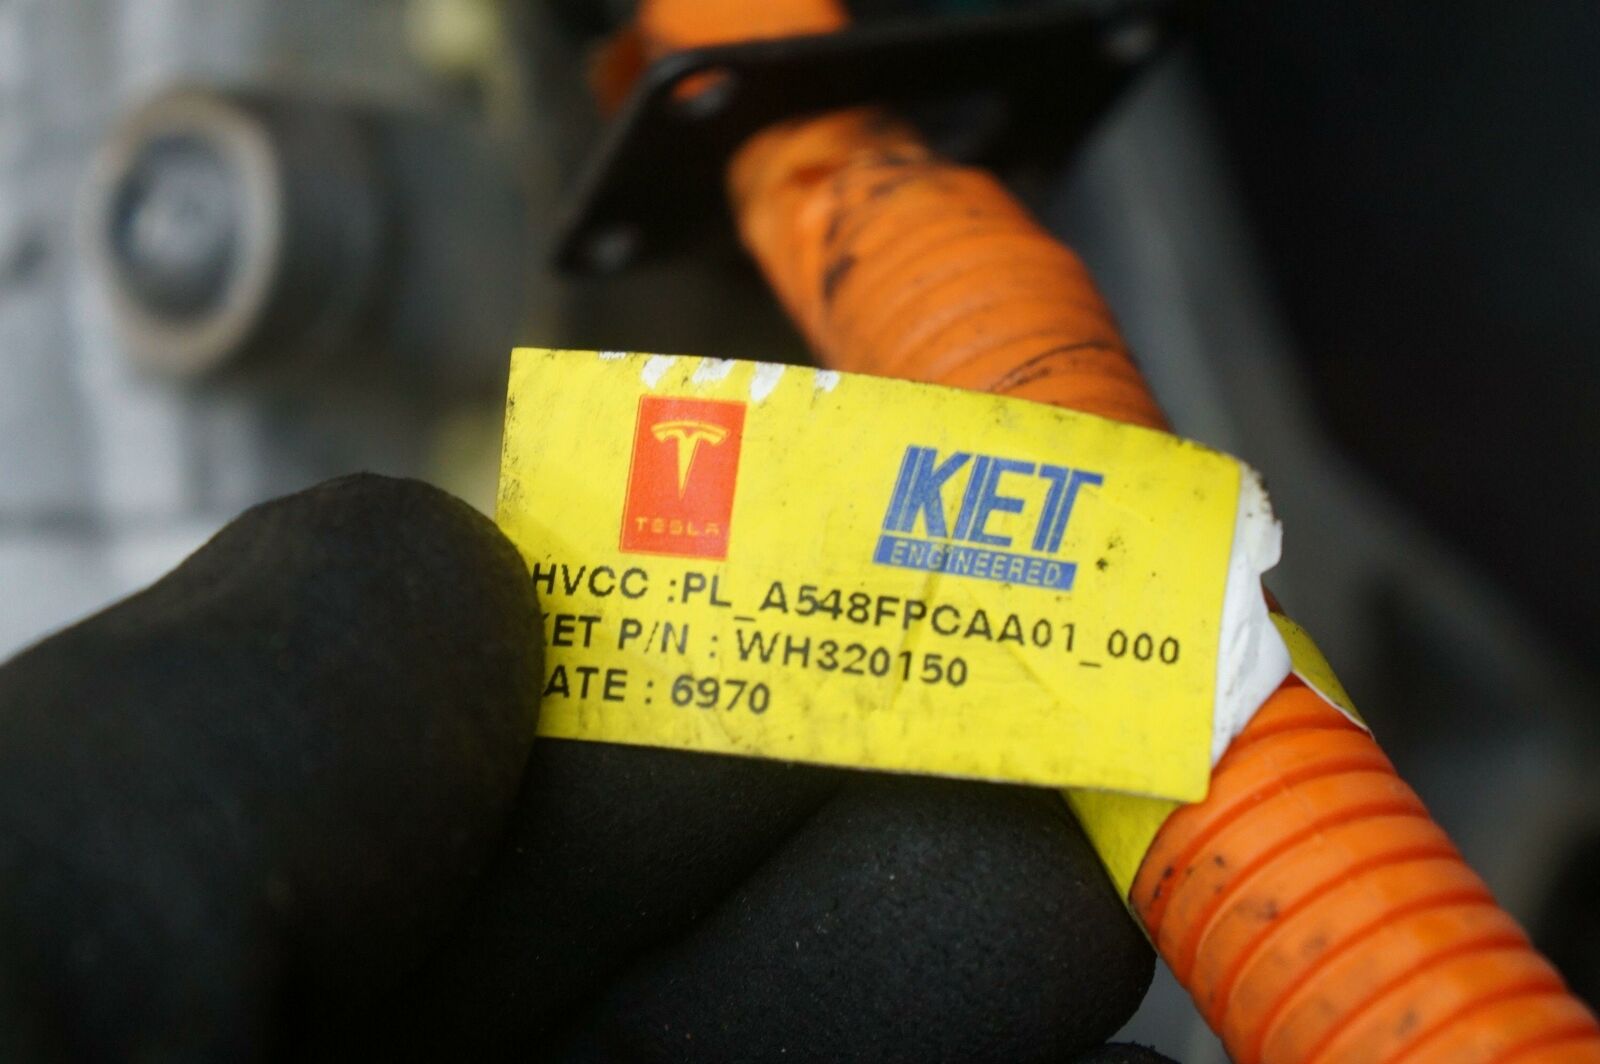 TESLA
KET
ENGINEERED
HVCC :PL_A548FPCAA01_000
KET P/N : WH320150
ATE : 6970